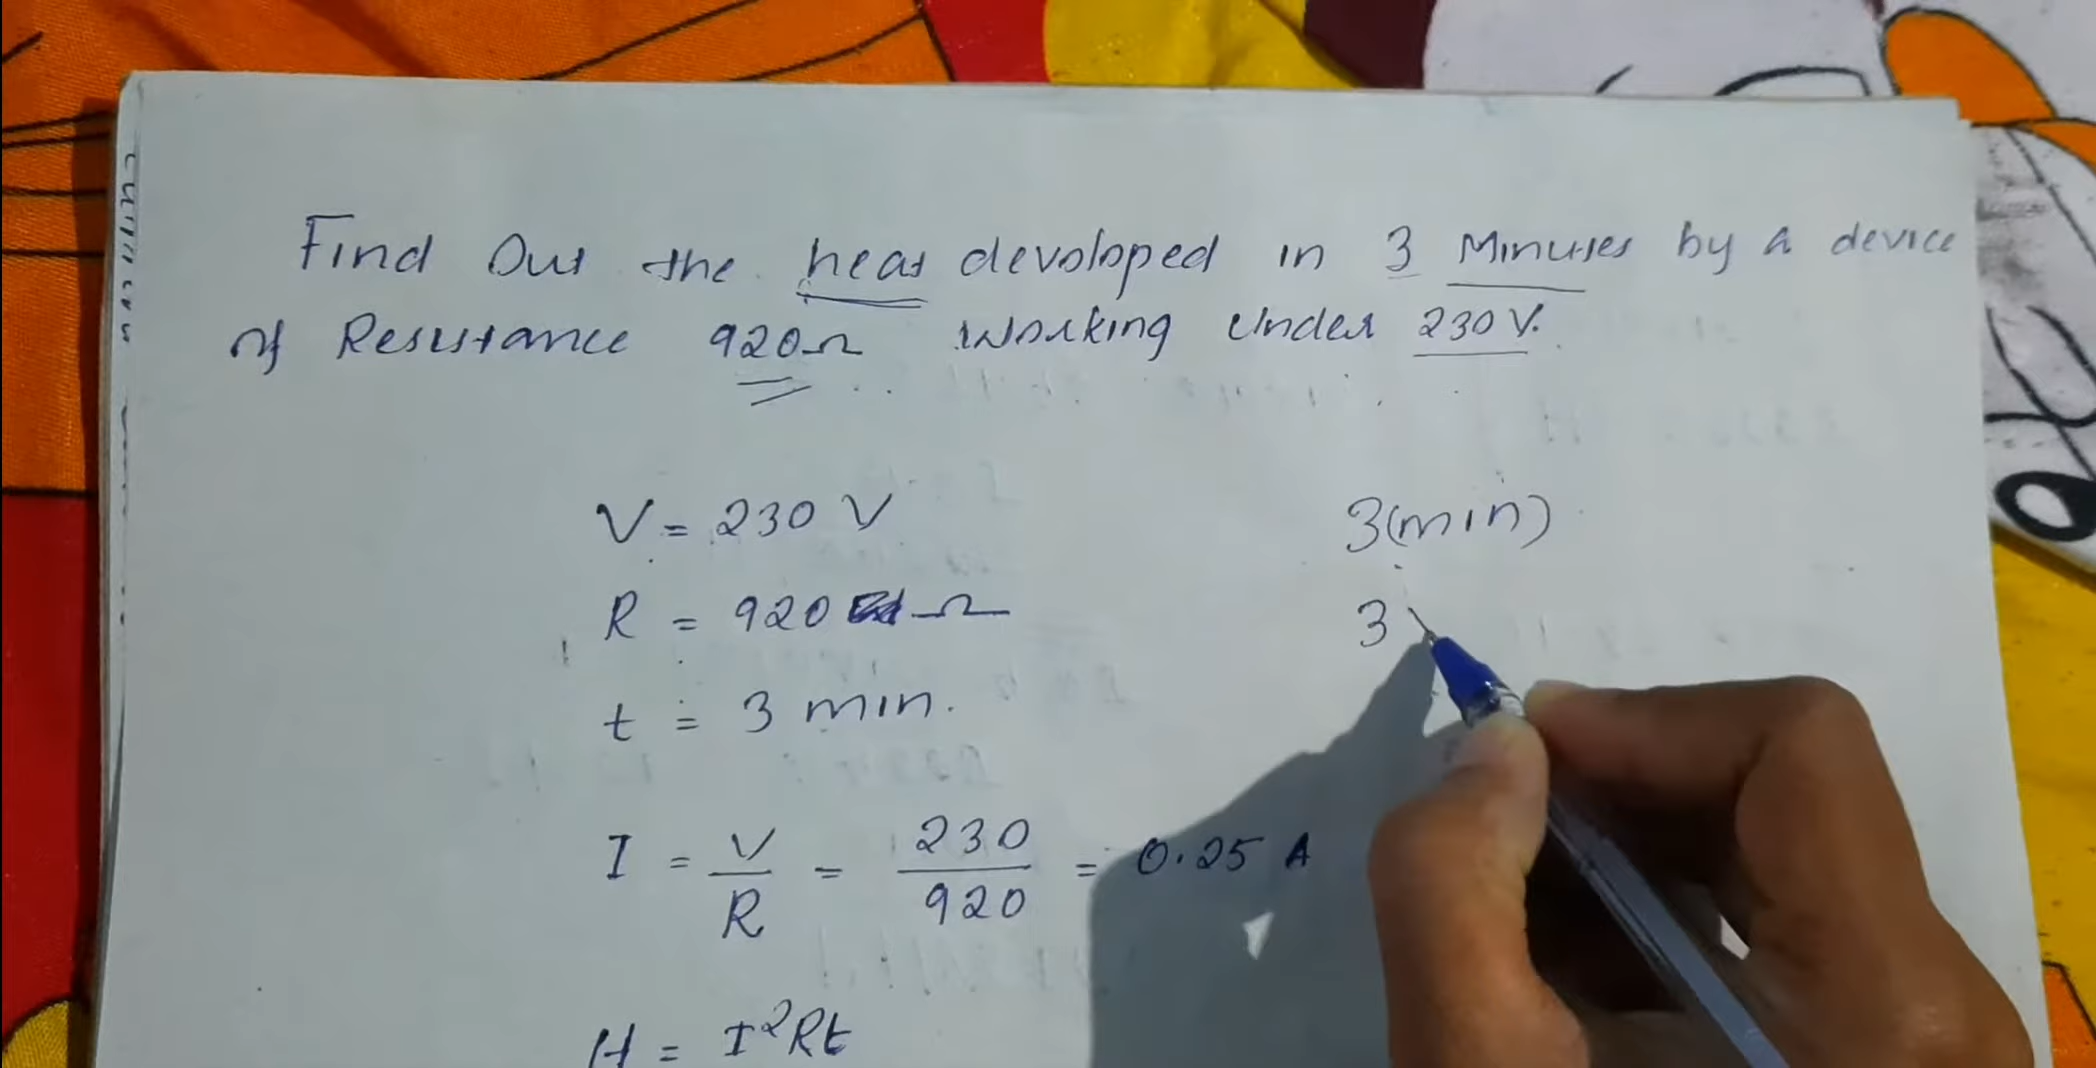 Find Out the heat devoloped in 3 Minutes by a device
of Resistance 920Ω Working Under 230 V.
V = 230 V
3(min)
R = 920 Ω
3
t = 3 min.
I = V/R = 230/920 = 0.25 A
H = I²Rt